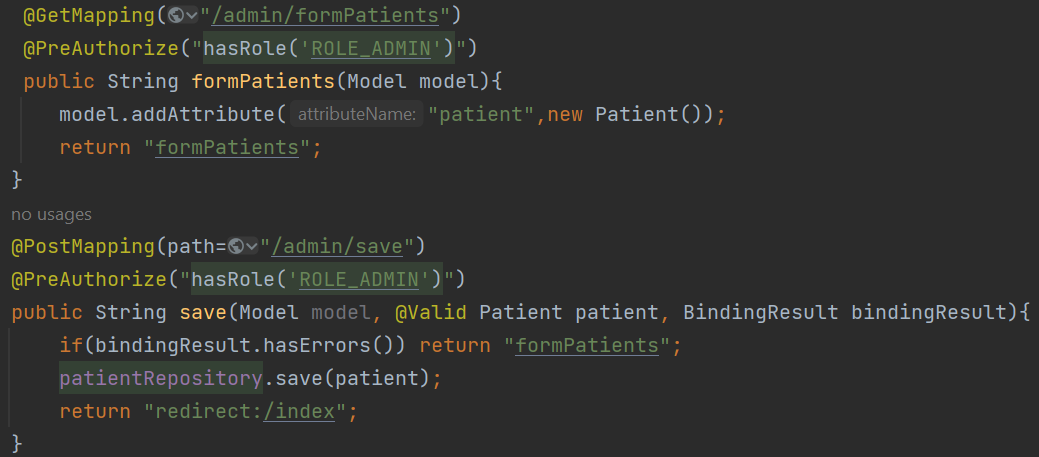 @GetMapping("/admin/formPatients")
@PreAuthorize("hasRole('ROLE_ADMIN')")
public String formPatients(Model model){
model.addAttribute( attributeName: "patient",new Patient());
return "formPatients";
}
no usages
@PostMapping(path="/admin/save")
@PreAuthorize("hasRole('ROLE_ADMIN')")
public String save(Model model, @Valid Patient patient, BindingResult bindingResult){
if(bindingResult.hasErrors()) return "formPatients";
patientRepository.save(patient);
return "redirect:/index";
}